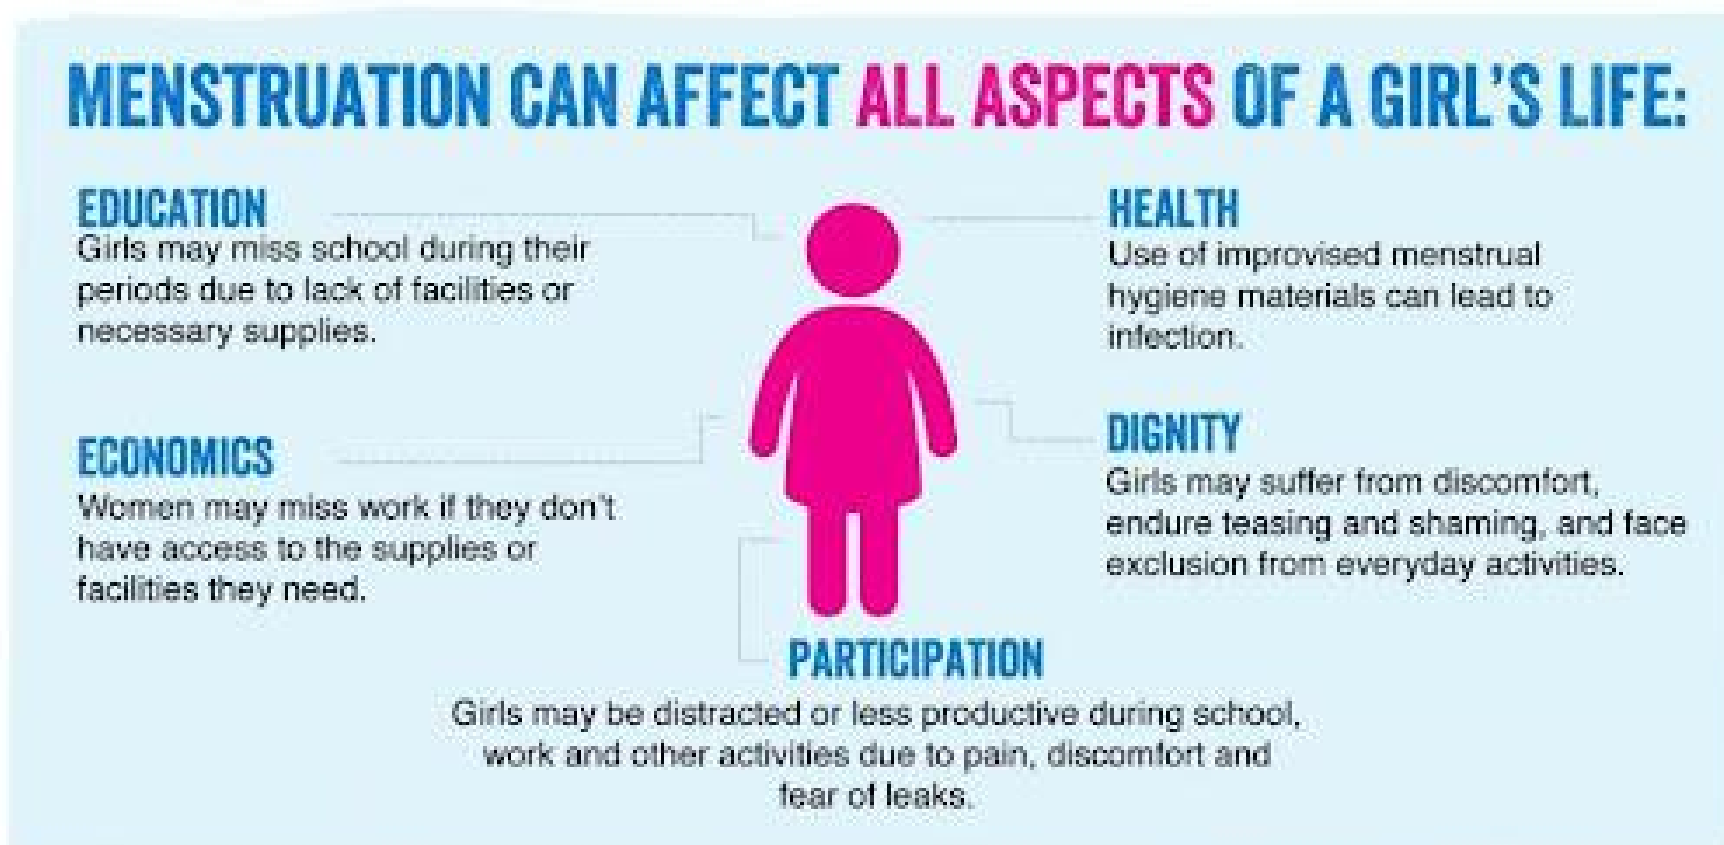 MENSTRUATION CAN AFFECT ALL ASPECTS OF A GIRL'S LIFE:
EDUCATION
Girls may miss school during their
periods due to lack of facilities or
necessary supplies.
HEALTH
Use of improvised menstrual
hygiene materials can lead to
infection.
ECONOMICS
Women may miss work if they don't
have access to the supplies or
facilities they need.
DIGNITY
Girls may suffer from discomfort,
endure teasing and shaming, and face
exclusion from everyday activities.
PARTICIPATION
Girls may be distracted or less productive during school,
work and other activities due to pain, discomfort and
fear of leaks.